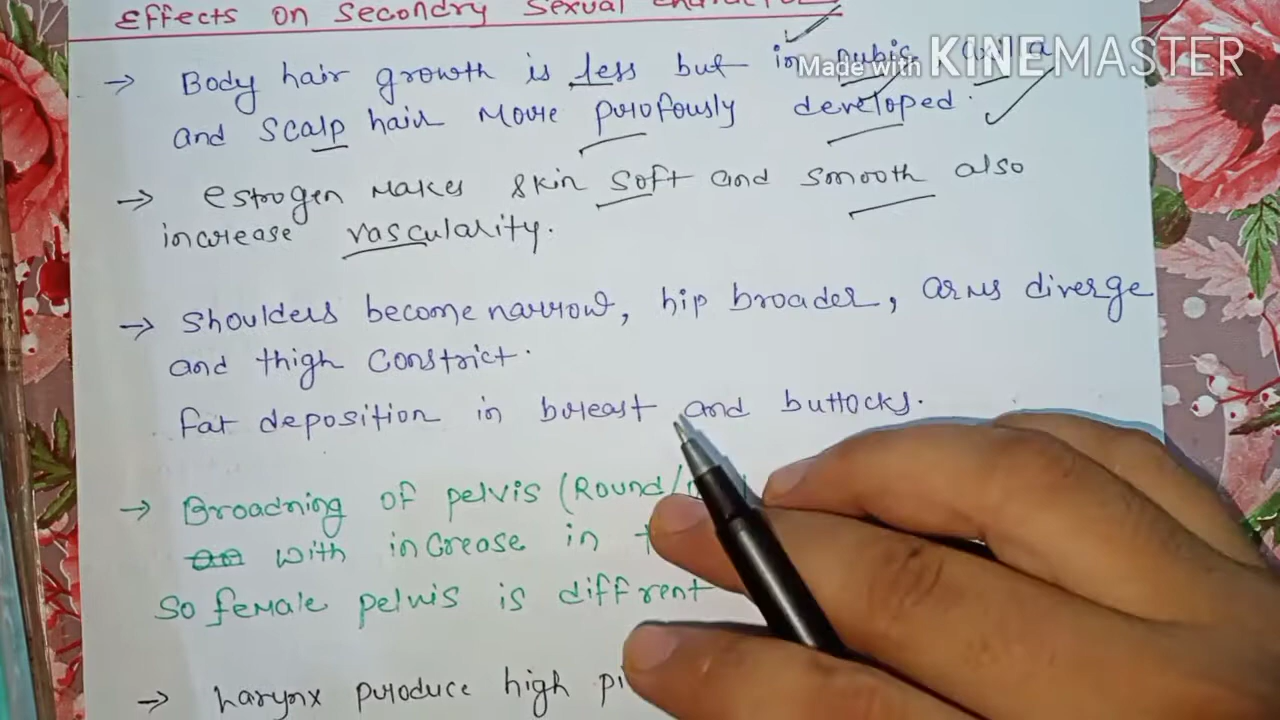 Effects on Secondry Sexual
→ Body hair growth is less but in pubis axilla
and scalp hair more purofously developed.
→ estrogen makes skin soft and smooth also
increase vascularity.
→ shoulders become narrow, hip broader, arms diverge
and thigh constrict.
fat deposition in breast and buttocks.
→ Broadning of pelvis (Round/
with increase in
so female pelvis is diffrent
→ larynx produce high
Made with KINEMASTER